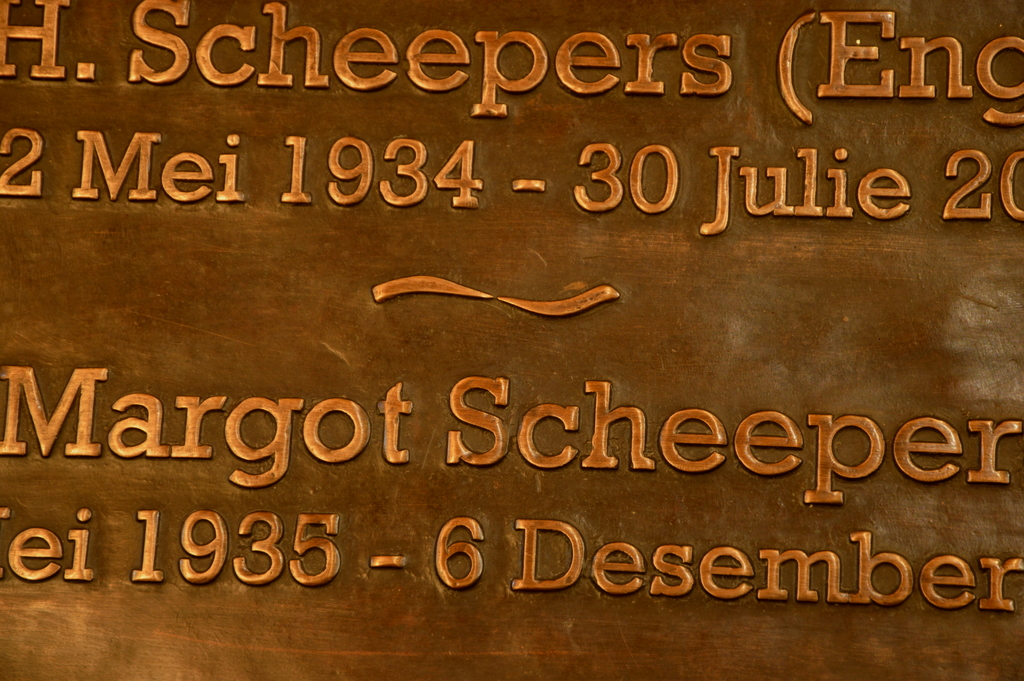 H. Scheepers (Eng
2 Mei 1934 - 30 Julie 20
Margot Scheeper
ei 1935 - 6 Desember